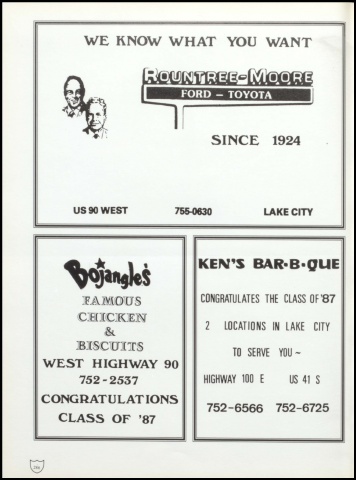 WE KNOW WHAT YOU WANT
ROUNTREE-MOORE
FORD - TOYOTA
SINCE 1924
US 90 WEST 755-0630 LAKE CITY
Bojangles
FAMOUS
CHICKEN
&
BISCUITS
WEST HIGHWAY 90
752-2537
CONGRATULATIONS
CLASS OF '87
KEN'S BAR-B-QUE
CONGRATULATES THE CLASS OF '87
2 LOCATIONS IN LAKE CITY
TO SERVE YOU ~
HIGHWAY 100 E US 41 S
752-6566 752-6725